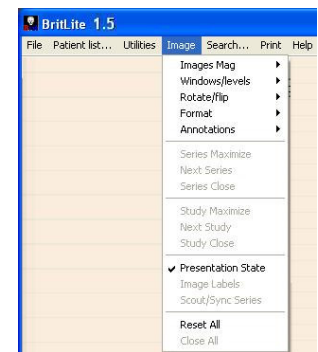 BritLite 1.5
File Patient list... Utilities Image Search... Print Help
Images Mag
Windows/levels
Rotate/flip
Format
Annotations
Series Maximize
Next Series
Series Close
Study Maximize
Next Study
Study Close
Presentation State
Image Labels
Scout/Sync Series
Reset All
Close All